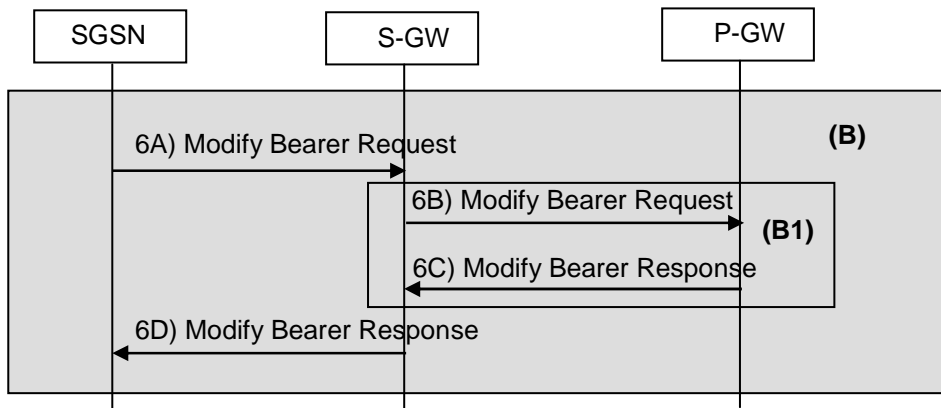 SGSN
S-GW
P-GW
(B)
6A) Modify Bearer Request
6B) Modify Bearer Request
(B1)
6C) Modify Bearer Response
6D) Modify Bearer Response